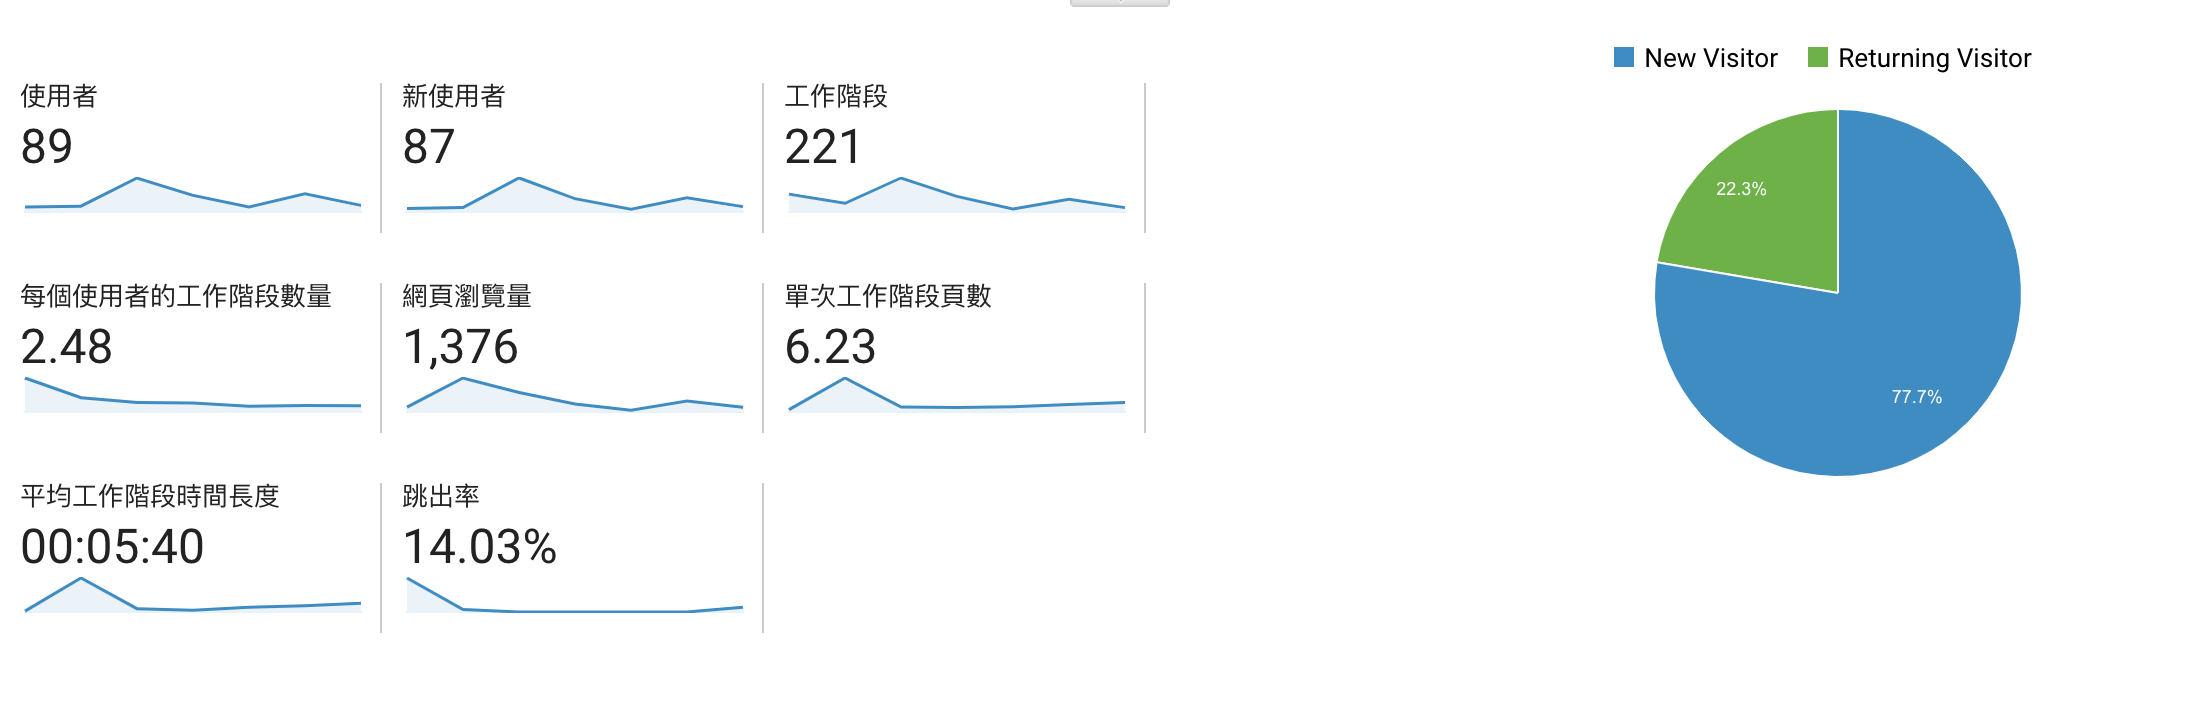 New Visitor
Returning Visitor
使用者
89
新使用者
87
工作階段
221
每個使用者的工作階段數量
2.48
網頁瀏覽量
1,376
單次工作階段頁數
6.23
平均工作階段時間長度
00:05:40
跳出率
14.03%
22.3%
77.7%